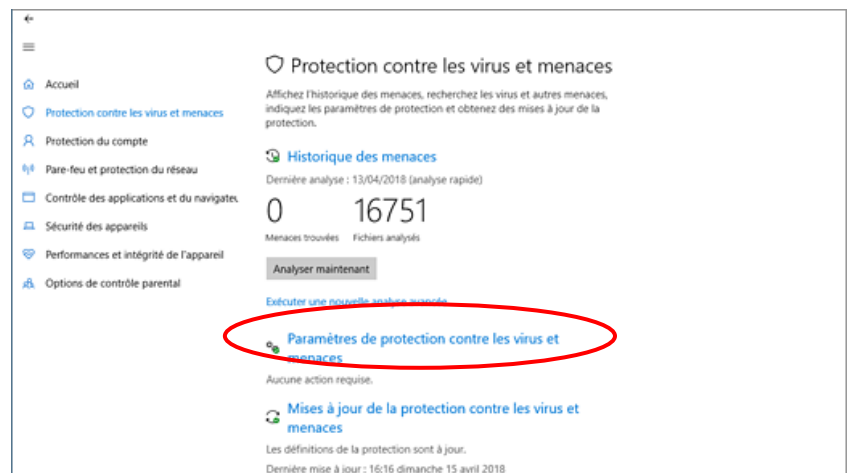 Accueil
Protection contre les virus et menaces
Protection du compte
Pare-feu et protection du réseau
Contrôle des applications et du navigateu
Sécurité des appareils
Performances et intégrité de l'appareil
Options de contrôle parental
Protection contre les virus et menaces
Affichez l'historique des menaces, recherchez les virus et autres menaces,
indiquez les paramètres de protection et obtenez des mises à jour de la
protection.
Historique des menaces
Dernière analyse : 13/04/2018 (analyse rapide)
0 16751
Menaces trouvées Fichiers analysés
Analyser maintenant
Exécuter une nouvelle analyse avancée
Paramètres de protection contre les virus et
menaces
Aucune action requise.
Mises à jour de la protection contre les virus et
menaces
Les définitions de la protection sont à jour.
Dernière mise à jour : 16:16 dimanche 15 avril 2018